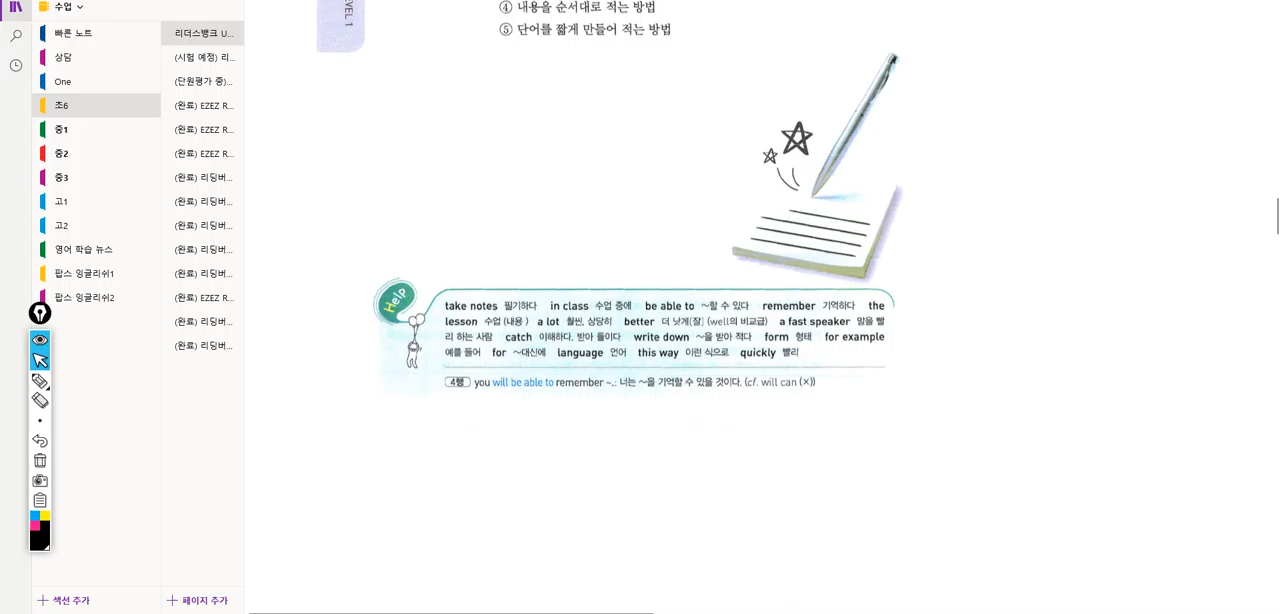 수업
빠른 노트
상담
One
초6
중1
중2
중3
고1
고2
영어 학습 뉴스
팝스 잉글리쉬1
팝스 잉글리쉬2
섹션 추가
리더스뱅크 U...
(시험 예정) 리...
(단원평가 중)...
(완료) EZEZ R...
(완료) EZEZ R...
(완료) EZEZ R...
(완료) 리딩버...
(완료) 리딩버...
(완료) 리딩버...
(완료) 리딩버...
(완료) 리딩버...
(완료) EZEZ R...
(완료) 리딩버...
(완료) 리딩버...
페이지 추가
EVEL 1
④ 내용을 순서대로 적는 방법
⑤ 단어를 짧게 만들어 적는 방법
Help
take notes 필기하다 in class 수업 중에 be able to ~할 수 있다 remember 기억하다 the
lesson 수업 (내용) a lot 훨씬, 상당히 better 더 낫게[잘] (well의 비교급) a fast speaker 말을 빨
리 하는 사람 catch 이해하다, 받아 들이다 write down ~을 받아 적다 form 형태 for example
예를 들어 for ~대신에 language 언어 this way 이런 식으로 quickly 빨리
4행 you will be able to remember ~.: 너는 ~을 기억할 수 있을 것이다. (cf. will can (×))